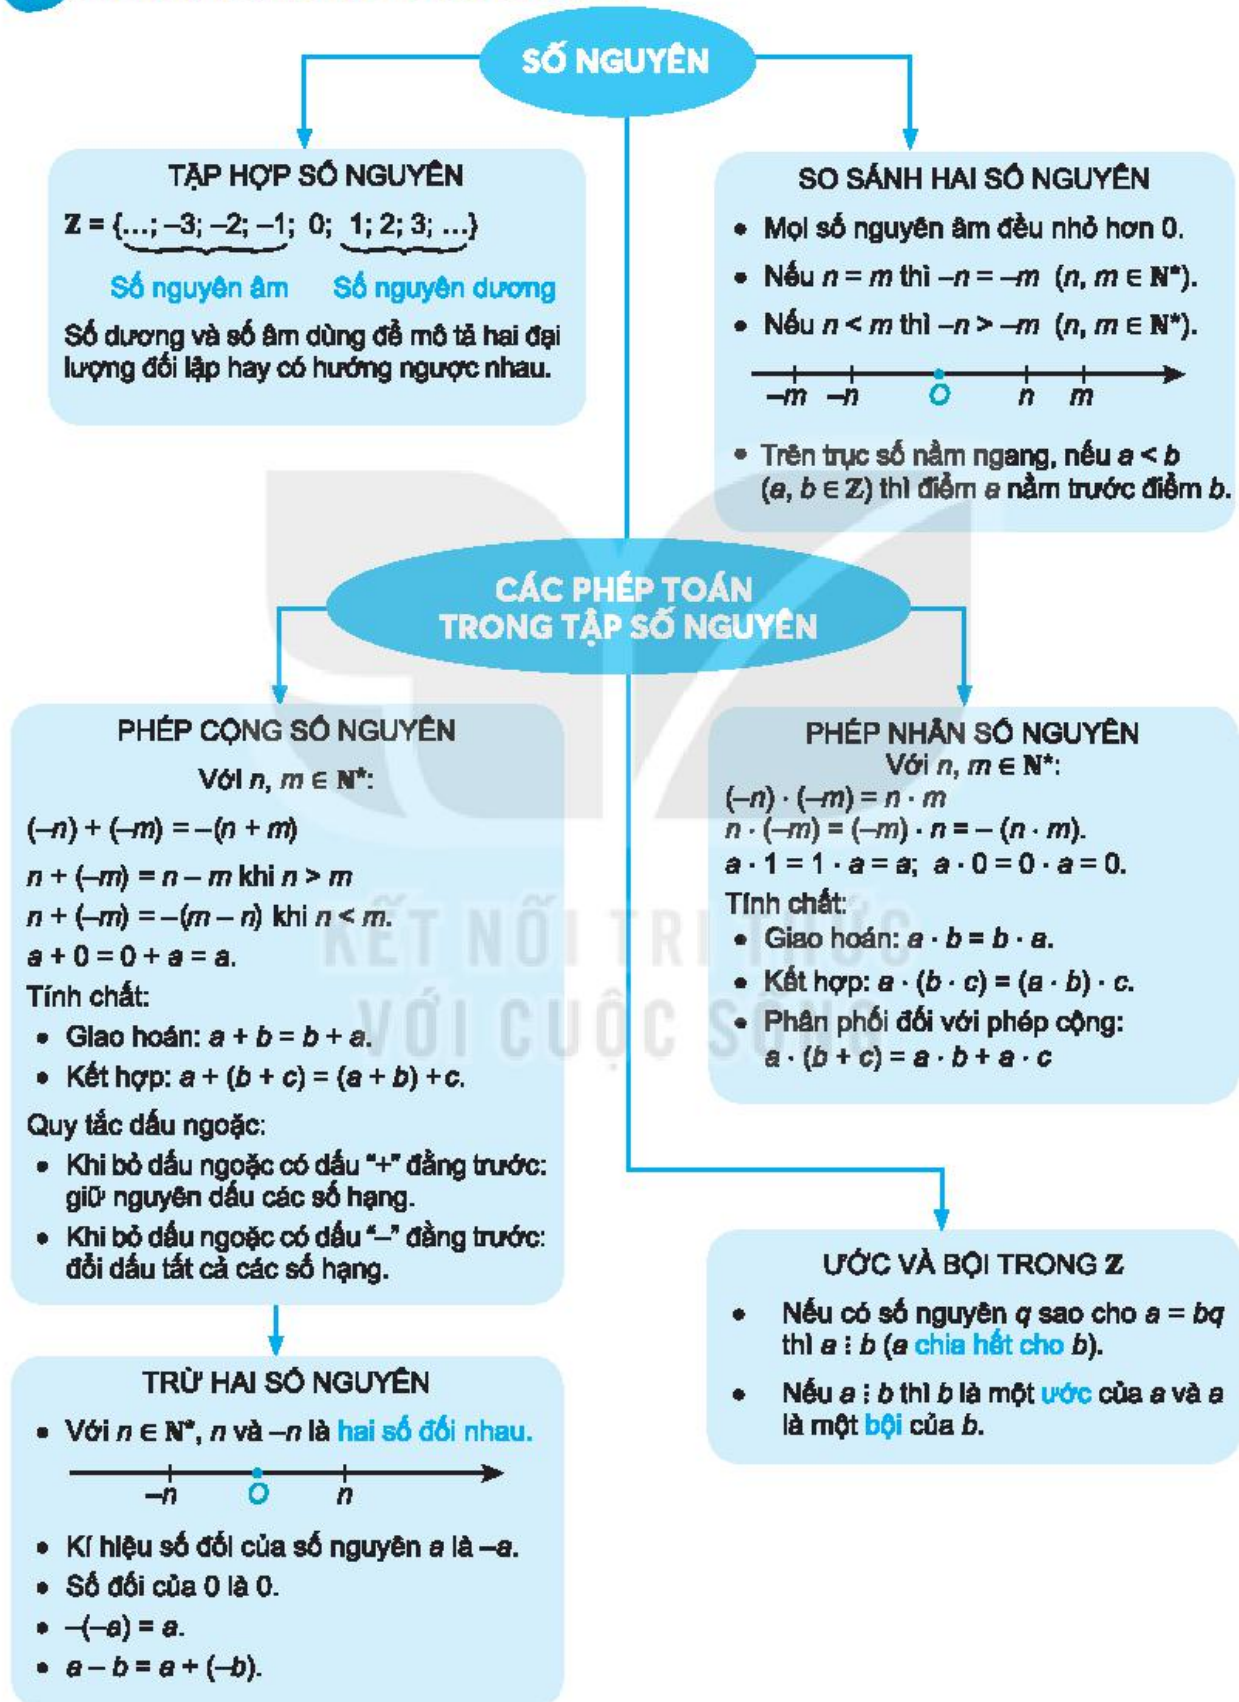 SỐ NGUYÊN
TẬP HỢP SỐ NGUYÊN
ℤ = {...; –3; –2; –1; 0; 1; 2; 3; ...}
Số nguyên âm Số nguyên dương
Số dương và số âm dùng để mô tả hai đại
lượng đối lập hay có hướng ngược nhau.
SO SÁNH HAI SỐ NGUYÊN
• Mọi số nguyên âm đều nhỏ hơn 0.
• Nếu n = m thì –n = –m (n, m ∈ ℕ*).
• Nếu n < m thì –n > –m (n, m ∈ ℕ*).
–m –n O n m
• Trên trục số nằm ngang, nếu a < b
(a, b ∈ ℤ) thì điểm a nằm trước điểm b.
CÁC PHÉP TOÁN
TRONG TẬP SỐ NGUYÊN
PHÉP CỘNG SỐ NGUYÊN
Với n, m ∈ ℕ*:
(–n) + (–m) = –(n + m)
n + (–m) = n – m khi n > m
n + (–m) = –(m – n) khi n < m.
a + 0 = 0 + a = a.
Tính chất:
• Giao hoán: a + b = b + a.
• Kết hợp: a + (b + c) = (a + b) +c.
Quy tắc dấu ngoặc:
• Khi bỏ dấu ngoặc có dấu “+” đằng trước:
giữ nguyên dấu các số hạng.
• Khi bỏ dấu ngoặc có dấu “–” đằng trước:
đổi dấu tất cả các số hạng.
PHÉP NHÂN SỐ NGUYÊN
Với n, m ∈ ℕ*:
(–n) · (–m) = n · m
n · (–m) = (–m) · n = – (n · m).
a · 1 = 1 · a = a; a · 0 = 0 · a = 0.
Tính chất:
• Giao hoán: a · b = b · a.
• Kết hợp: a · (b · c) = (a · b) · c.
• Phân phối đối với phép cộng:
a · (b + c) = a · b + a · c
KẾT NỐI TRI THỨC
VỚI CUỘC SỐNG
TRỪ HAI SỐ NGUYÊN
• Với n ∈ ℕ*, n và –n là hai số đối nhau.
–n O n
• Kí hiệu số đối của số nguyên a là –a.
• Số đối của 0 là 0.
• –(–a) = a.
• a – b = a + (–b).
ƯỚC VÀ BỘI TRONG ℤ
• Nếu có số nguyên q sao cho a = bq
thì a ⋮ b (a chia hết cho b).
• Nếu a ⋮ b thì b là một ước của a và a
là một bội của b.